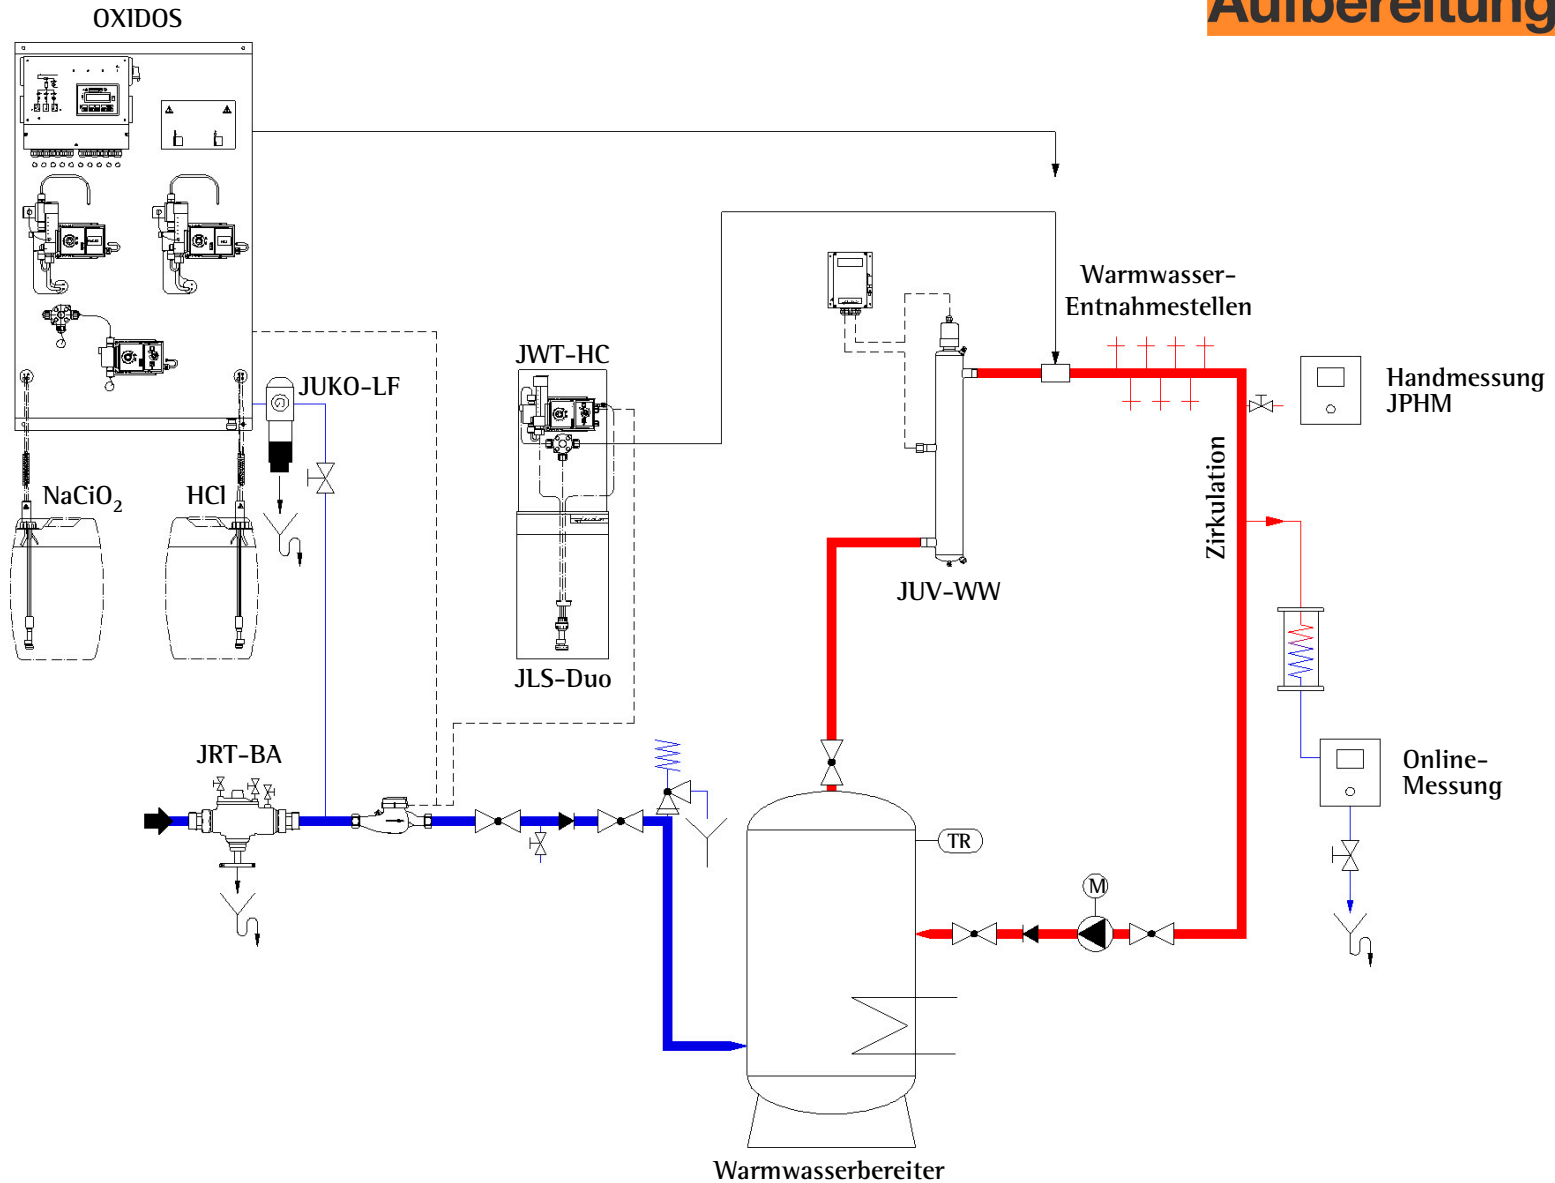 Aufbereitung
OXIDOS
Warmwasser-
Entnahmestellen
JWT-HC
JUKO-LF
G
Handmessung
JPHM
NaCiO₂
HCl
Zirkulation
JUV-WW
JLS-Duo
JRT-BA
Online-
Messung
TR
M
Warmwasserbereiter